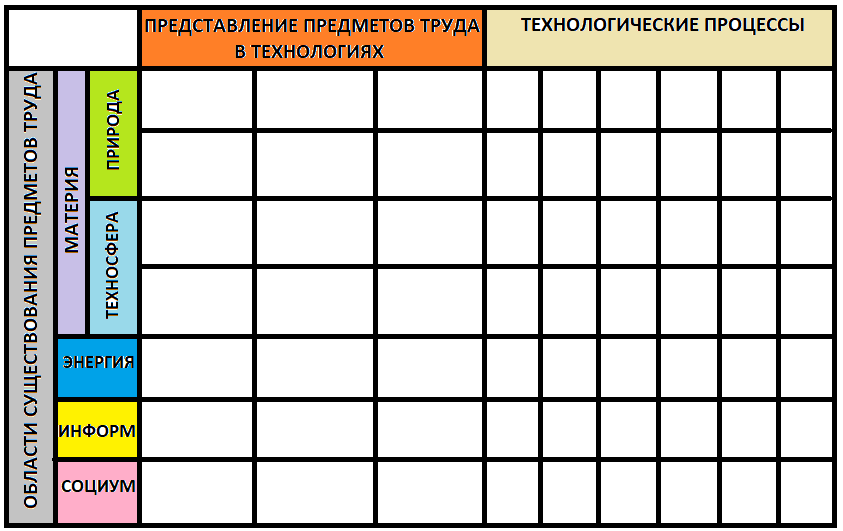 ПРЕДСТАВЛЕНИЕ ПРЕДМЕТОВ ТРУДА
В ТЕХНОЛОГИЯХ
ТЕХНОЛОГИЧЕСКИЕ ПРОЦЕССЫ
ОБЛАСТИ СУЩЕСТВОВАНИЯ ПРЕДМЕТОВ ТРУДА
МАТЕРИЯ
ПРИРОДА
ТЕХНОСФЕРА
ЭНЕРГИЯ
ИНФОРМ
СОЦИУМ